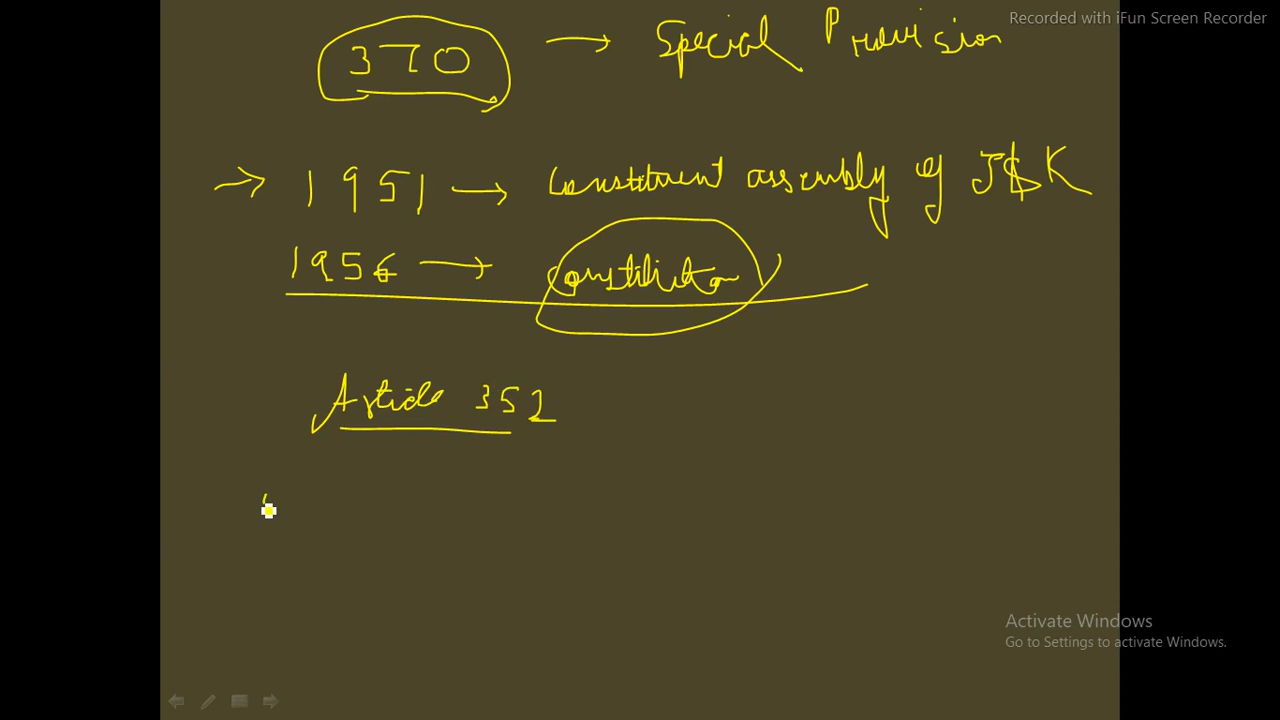 Recorded with iFun Screen Recorder
370 → Special Provision
→ 1951 → Constituent assembly of J&K
1956 → Constitution
Article 352
Activate Windows
Go to Settings to activate Windows.